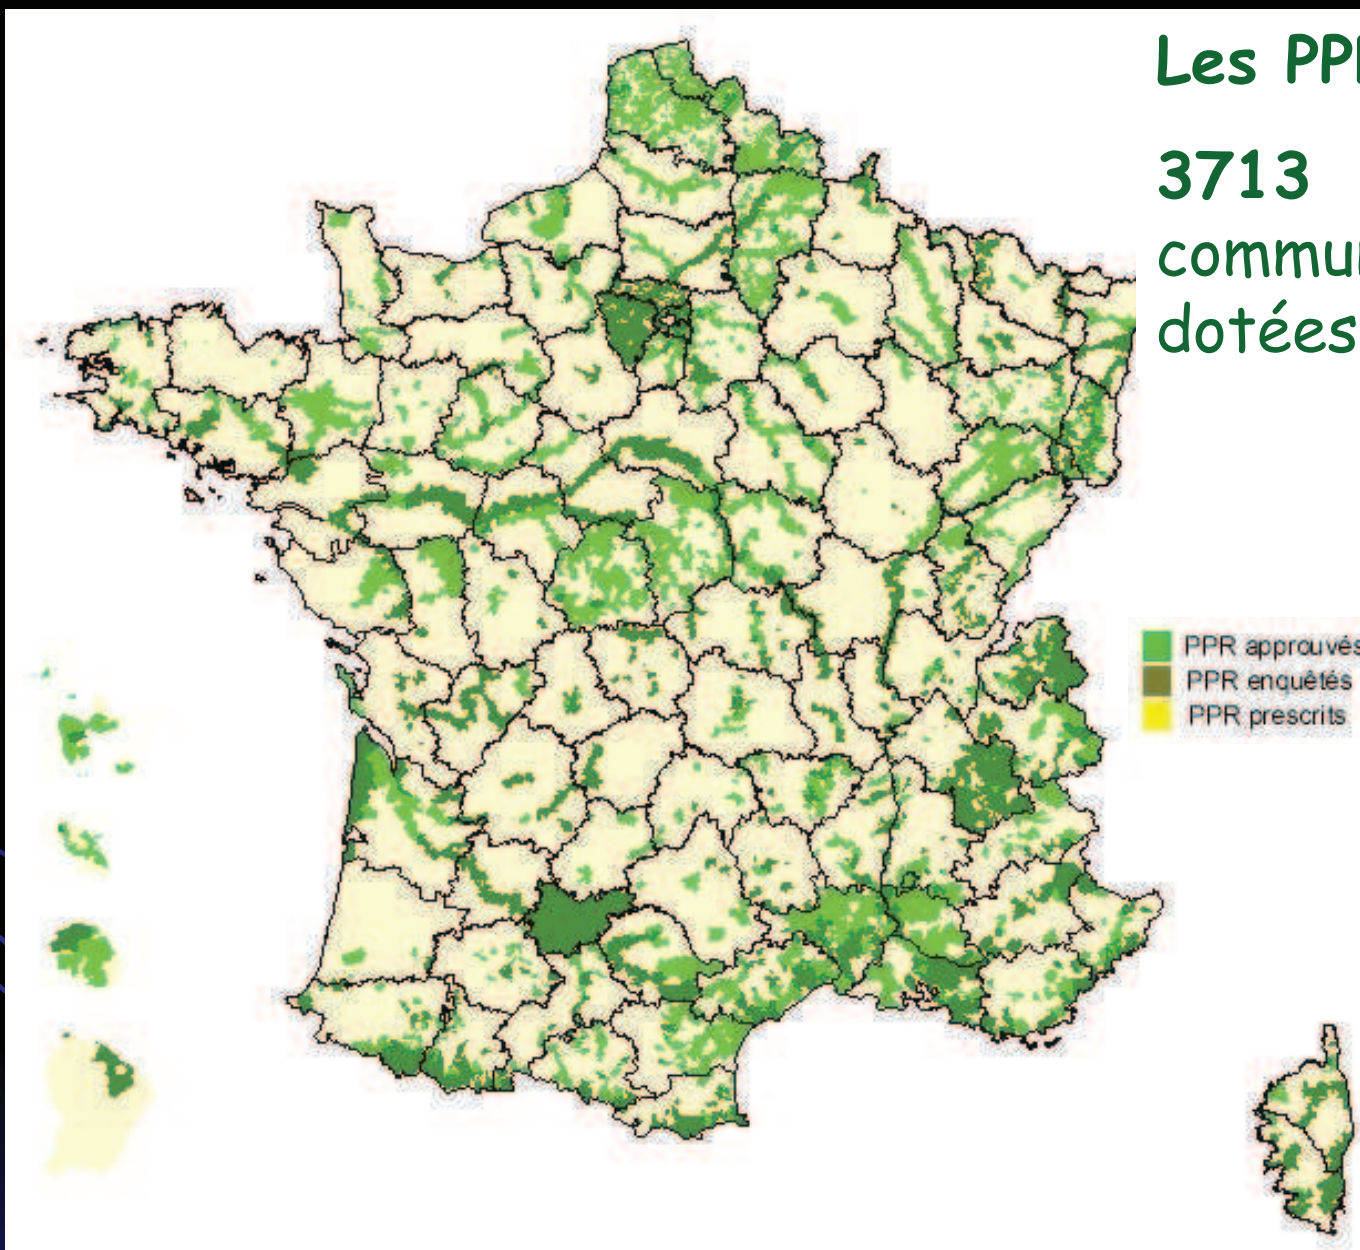 Les PP
3713
commu
dotées
PPR approuvés
PPR enquêtés
PPR prescrits